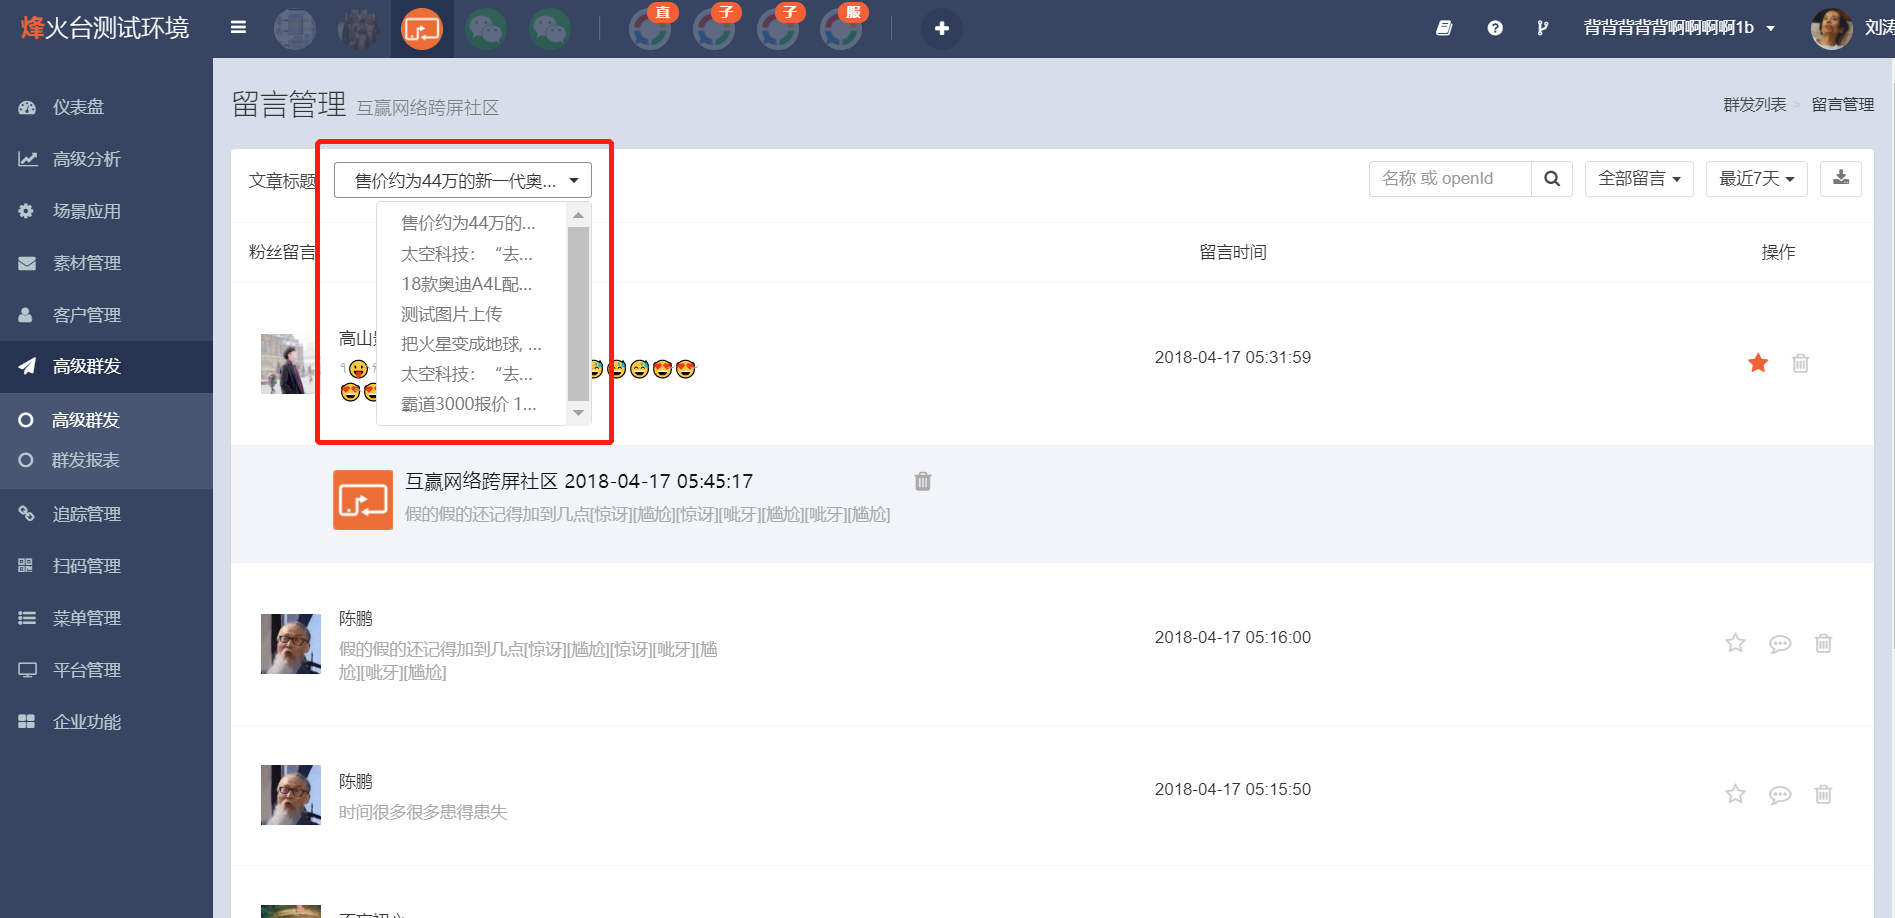 烽火台测试环境
直
子
子
服
背背背背背啊啊啊啊1b
刘涛
仪表盘
高级分析
场景应用
素材管理
客户管理
高级群发
高级群发
群发报表
追踪管理
扫码管理
菜单管理
平台管理
企业功能
留言管理 互赢网络跨屏社区
群发列表 > 留言管理
文章标题
售价约为44万的新一代奥...
名称 或 openId
全部留言
最近7天
售价约为44万的...
太空科技：“去...
18款奥迪A4L配...
测试图片上传
把火星变成地球, ...
太空科技：“去...
霸道3000报价 1...
粉丝留言
留言时间
操作
高山
2018-04-17 05:31:59
互赢网络跨屏社区 2018-04-17 05:45:17
假的假的还记得加到几点[惊讶][尴尬][惊讶][呲牙][尴尬][呲牙][尴尬]
陈鹏
假的假的还记得加到几点[惊讶][尴尬][惊讶][呲牙][尴
尬][呲牙][尴尬]
2018-04-17 05:16:00
陈鹏
时间很多很多患得患失
2018-04-17 05:15:50